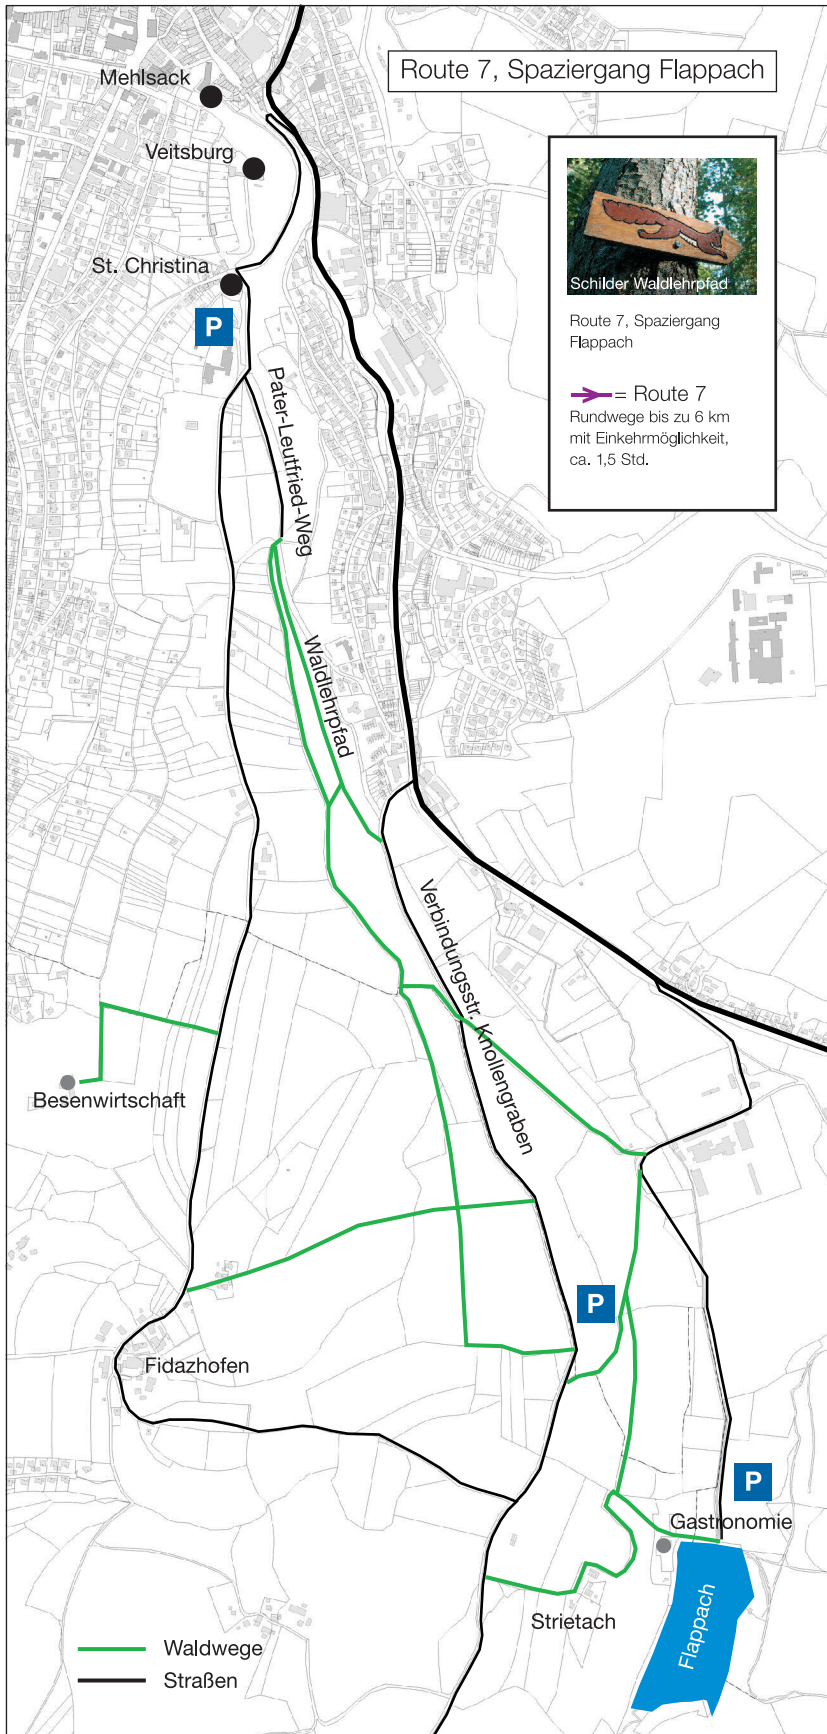 Route 7, Spaziergang Flappach
Mehlsack
Veitsburg
St. Christina
P
Schilder Waldlehrpfad
Route 7, Spaziergang
Flappach
= Route 7
Rundwege bis zu 6 km
mit Einkehrmöglichkeit,
ca. 1,5 Std.
Pater-Leutfried-Weg
Waldlehrpfad
Verbindungsstr. Knollengraben
Besenwirtschaft
P
Fidazhofen
P
Gastronomie
Strietach
Flappach
Waldwege
Straßen